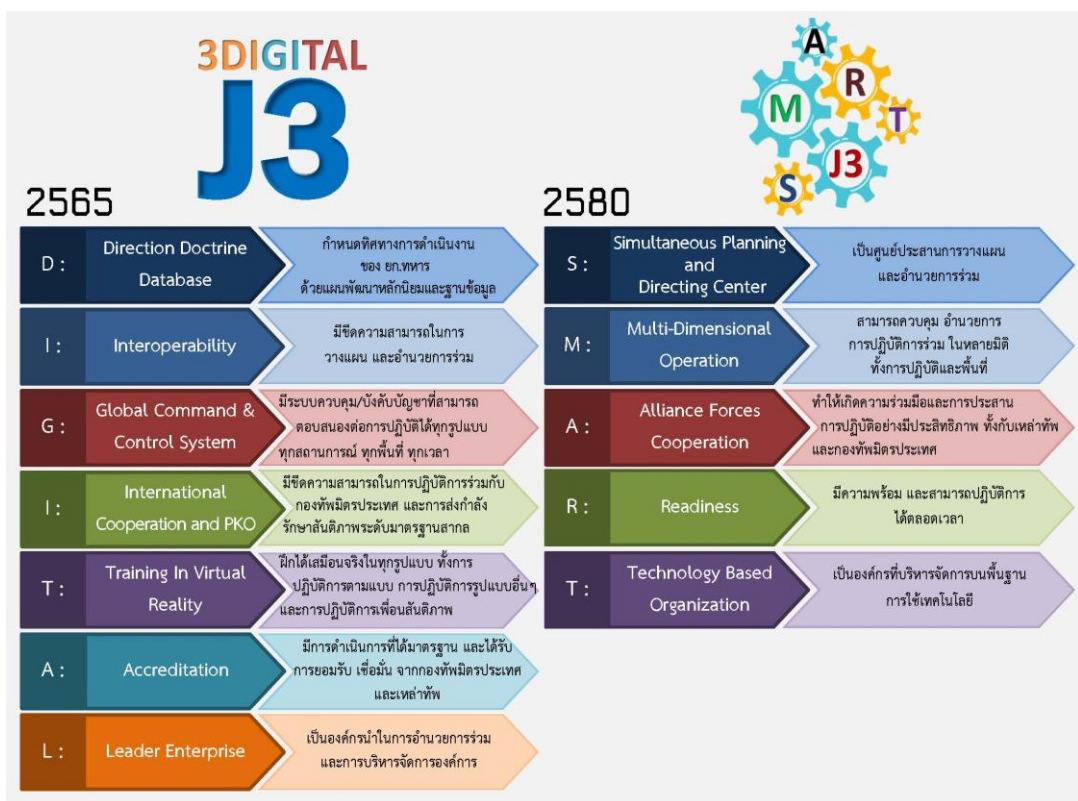 3DIGITAL
J3
2565
D :
Direction Doctrine
Database
กำหนดทิศทางการดำเนินงาน
ของ ยก.ทหาร
ด้วยแผนพัฒนาหลักนิยมและฐานข้อมูล
I :
Interoperability
มีขีดความสามารถในการ
วางแผน และอำนวยการร่วม
G :
Global Command &
Control System
มีระบบควบคุม/บังคับบัญชาที่สามารถ
ตอบสนองต่อการปฏิบัติได้ทุกรูปแบบ
ทุกสถานการณ์ ทุกพื้นที่ ทุกเวลา
I :
International
Cooperation and PKO
มีขีดความสามารถในการปฏิบัติการร่วมกับ
กองทัพมิตรประเทศ และการส่งกำลัง
รักษาสันติภาพระดับมาตรฐานสากล
T :
Training In Virtual
Reality
ฝึกได้เสมือนจริงในทุกรูปแบบ ทั้งการ
ปฏิบัติการตามแบบ การปฏิบัติการรูปแบบอื่นๆ
และการปฏิบัติการเพื่อนสันติภาพ
A :
Accreditation
มีการดำเนินการที่ได้มาตรฐาน และได้รับ
การยอมรับ เชื่อมั่น จากกองทัพมิตรประเทศ
และเหล่าทัพ
L :
Leader Enterprise
เป็นองค์กรนำในการอำนวยการร่วม
และการบริหารจัดการองค์การ
A
M
R
T
J3
S
2580
S :
Simultaneous Planning
and
Directing Center
เป็นศูนย์ประสานการวางแผน
และอำนวยการร่วม
M :
Multi-Dimensional
Operation
สามารถควบคุม อำนวยการ
การปฏิบัติการร่วม ในหลายมิติ
ทั้งการปฏิบัติและพื้นที่
A :
Alliance Forces
Cooperation
ทำให้เกิดความร่วมมือและการประสาน
การปฏิบัติอย่างมีประสิทธิภาพ ทั้งกับเหล่าทัพ
และกองทัพมิตรประเทศ
R :
Readiness
มีความพร้อม และสามารถปฏิบัติการ
ได้ตลอดเวลา
T :
Technology Based
Organization
เป็นองค์กรที่บริหารจัดการบนพื้นฐาน
การใช้เทคโนโลยี